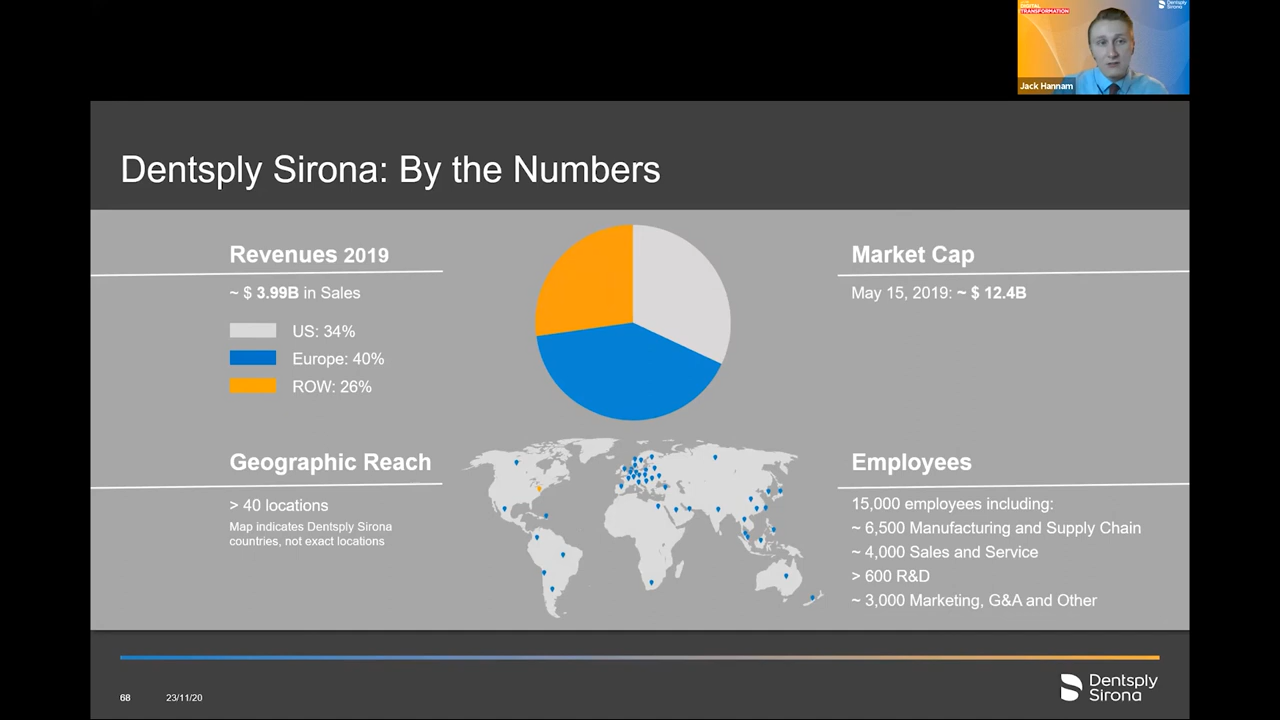 DIGITAL
TRANSFORMATION
Dentsply
Sirona
Jack Hannam
Dentsply Sirona: By the Numbers
Revenues 2019
~ $ 3.99B in Sales
US: 34%
Europe: 40%
ROW: 26%
Market Cap
May 15, 2019: ~ $ 12.4B
Geographic Reach
> 40 locations
Map indicates Dentsply Sirona
countries, not exact locations
Employees
15,000 employees including:
~ 6,500 Manufacturing and Supply Chain
~ 4,000 Sales and Service
> 600 R&D
~ 3,000 Marketing, G&A and Other
68
23/11/20
Dentsply
Sirona